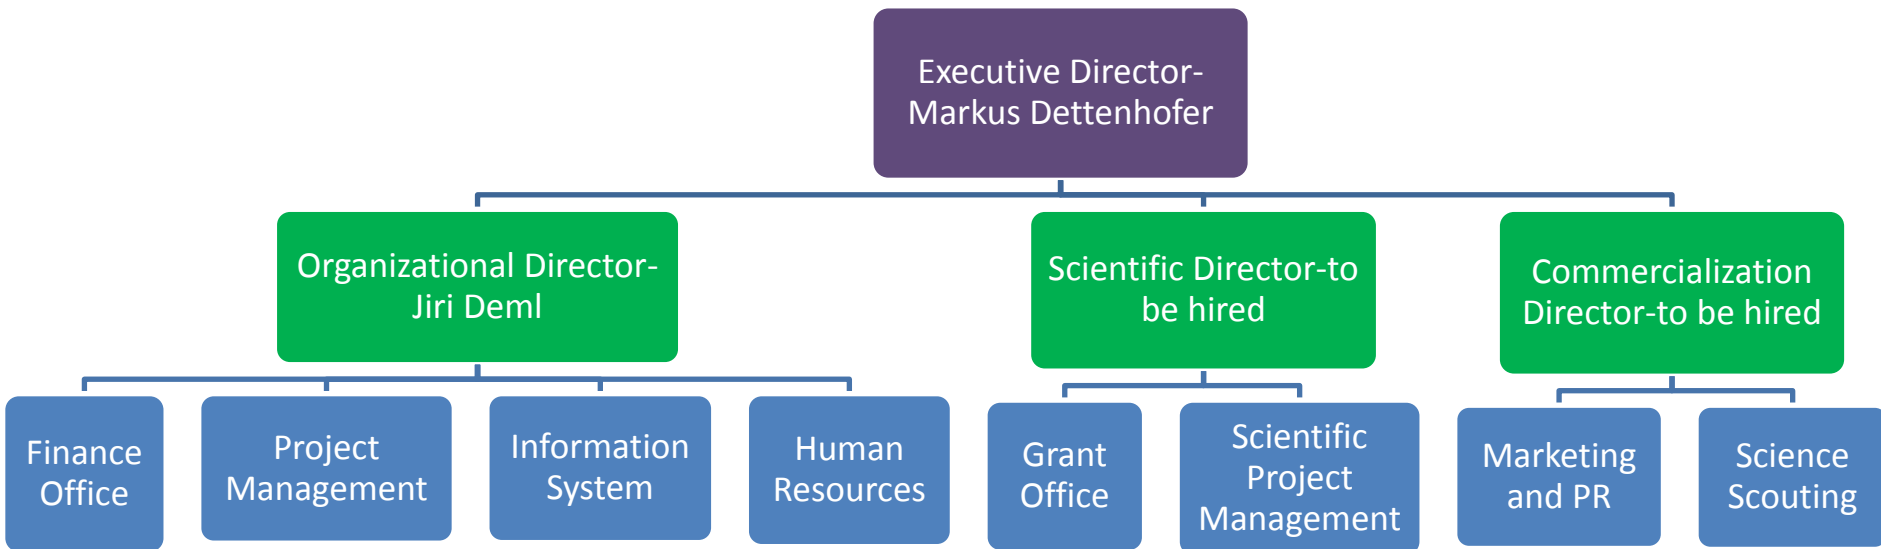 Executive Director-
Markus Dettenhofer
Organizational Director-
Jiri Deml
Scientific Director-to
be hired
Commercialization
Director-to be hired
Finance
Office
Project
Management
Information
System
Human
Resources
Grant
Office
Scientific
Project
Management
Marketing
and PR
Science
Scouting